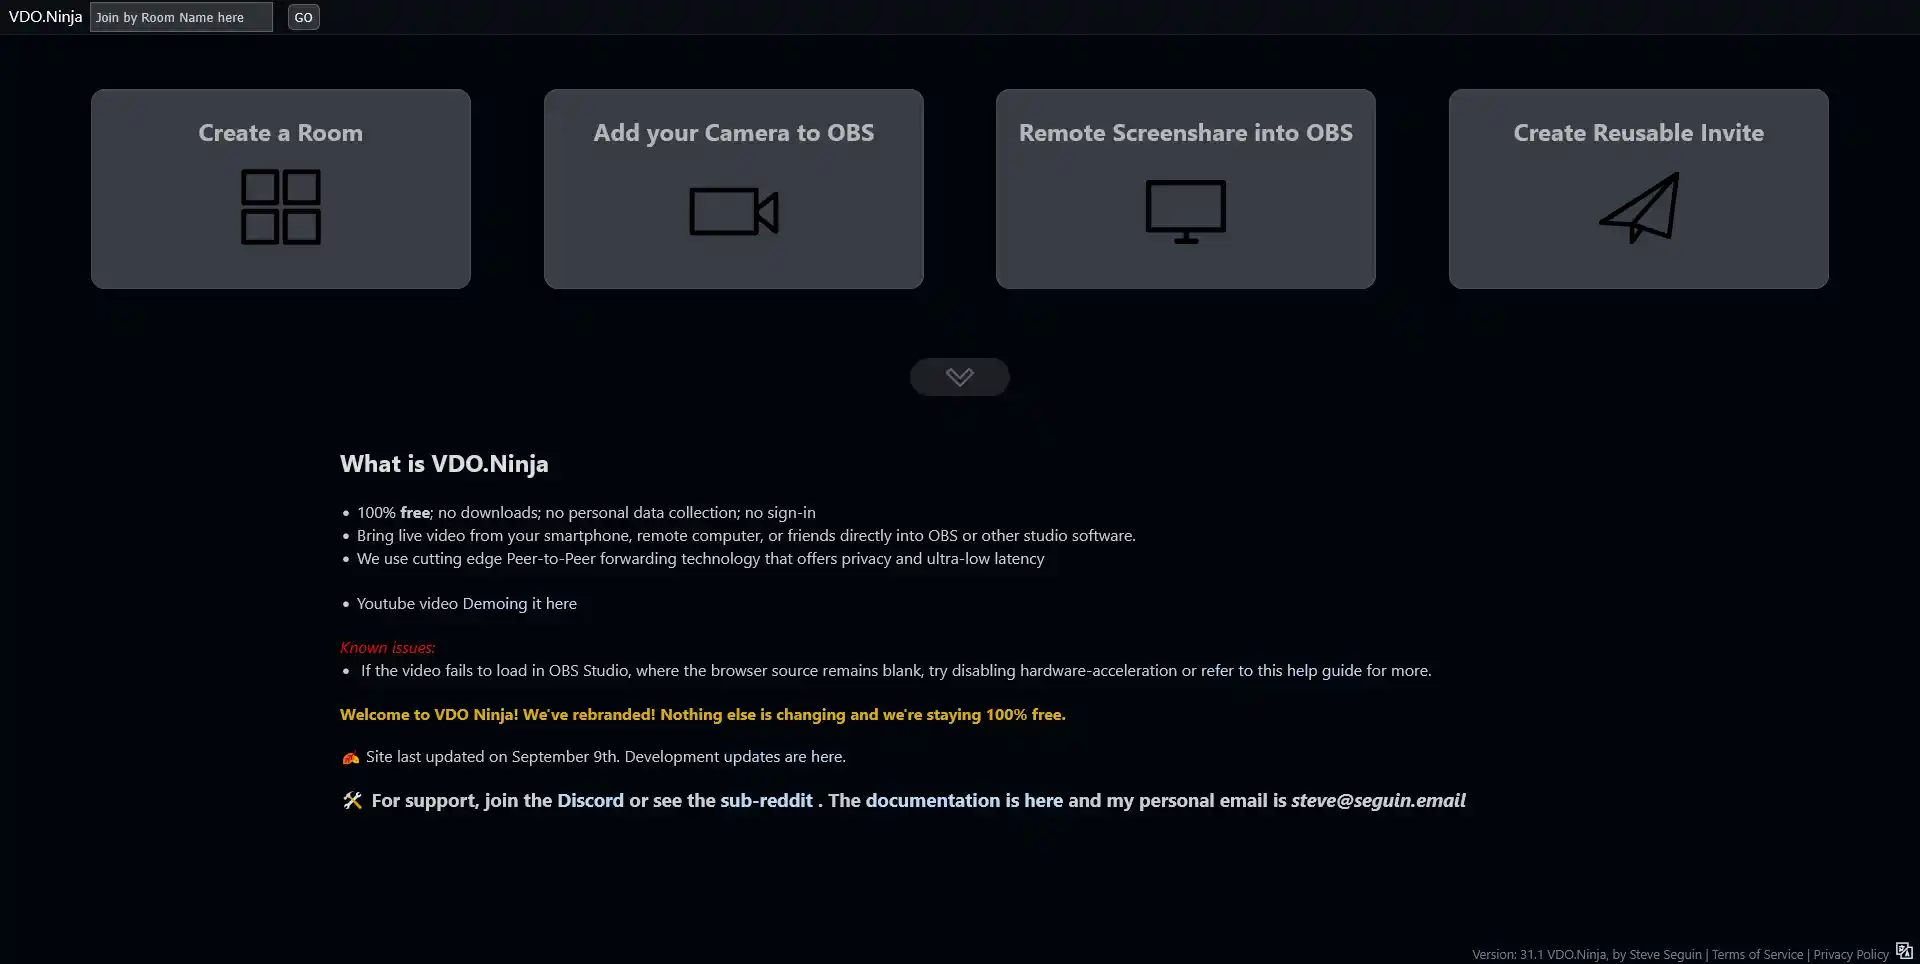 VDO.Ninja Join by Room Name here GO
Create a Room
Add your Camera to OBS
Remote Screenshare into OBS
Create Reusable Invite
What is VDO.Ninja
• 100% free; no downloads; no personal data collection; no sign-in
• Bring live video from your smartphone, remote computer, or friends directly into OBS or other studio software.
• We use cutting edge Peer-to-Peer forwarding technology that offers privacy and ultra-low latency
• Youtube video Demoing it here
Known issues:
• If the video fails to load in OBS Studio, where the browser source remains blank, try disabling hardware-acceleration or refer to this help guide for more.
Welcome to VDO Ninja! We've rebranded! Nothing else is changing and we're staying 100% free.
Site last updated on September 9th. Development updates are here.
For support, join the Discord or see the sub-reddit . The documentation is here and my personal email is steve@seguin.email
Version: 31.1 VDO.Ninja, by Steve Seguin | Terms of Service | Privacy Policy